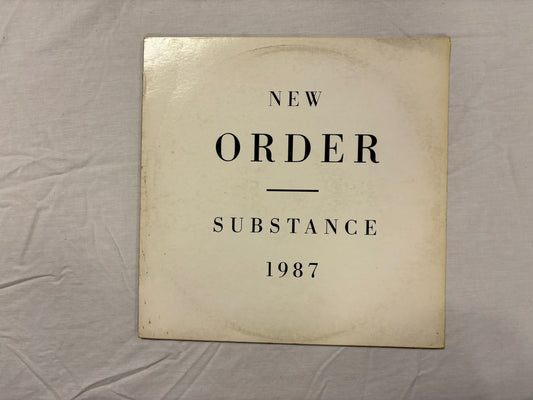 NEW
ORDER
SUBSTANCE
1987